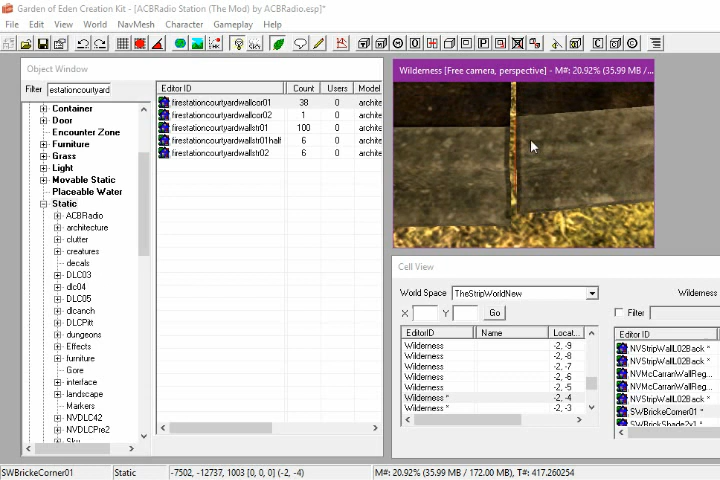 Garden of Eden Creation Kit - [ACBRadio Station (The Mod) by ACBRadio.esp]*
File Edit View World NavMesh Character Gameplay Help
Object Window
Filter estationcourtyard
Container
Door
Encounter Zone
Furniture
Grass
Light
Movable Static
Placeable Water
Static
ACBRadio
architecture
clutter
creatures
decals
DLC03
dlc04
DLC05
dlcanch
DLCPitt
dungeons
Effects
furniture
Gore
interface
landscape
Markers
NVDLC42
NVDLCPre2
Sky
Editor ID Count Users Model
firestationcourtyardwallcor01 38 0 archite
firestationcourtyardwallcor02 1 0 archite
firestationcourtyardwallstr01 100 0 archite
firestationcourtyardwallstr01half 6 0 archite
firestationcourtyardwallstr02 6 0 archite
Wilderness [Free camera, perspective] - M#: 20.92% (35.99 MB /...
Cell View
World Space TheStripWorldNew Wilderness
X Y Go Filter
EditorID Name Locat...
Wilderness -2, -9
Wilderness -2, -8
Wilderness -2, -7
Wilderness -2, -6
Wilderness -2, -5
Wilderness * -2, -4
Wilderness * -2, -3
Editor ID
NVStripWallL02Back *
NVStripWallL02Back *
NVMcCarranWallReg...
NVMcCarranWallReg...
NVStripWallL02Back *
SWBrickeCorner01 *
SWBrickShade2x1 *
SWBrickeCorner01 Static -7502, -12737, 1003 [0, 0, 0] (-2, -4) M#: 20.92% (35.99 MB / 172.00 MB), T#: 417.260254